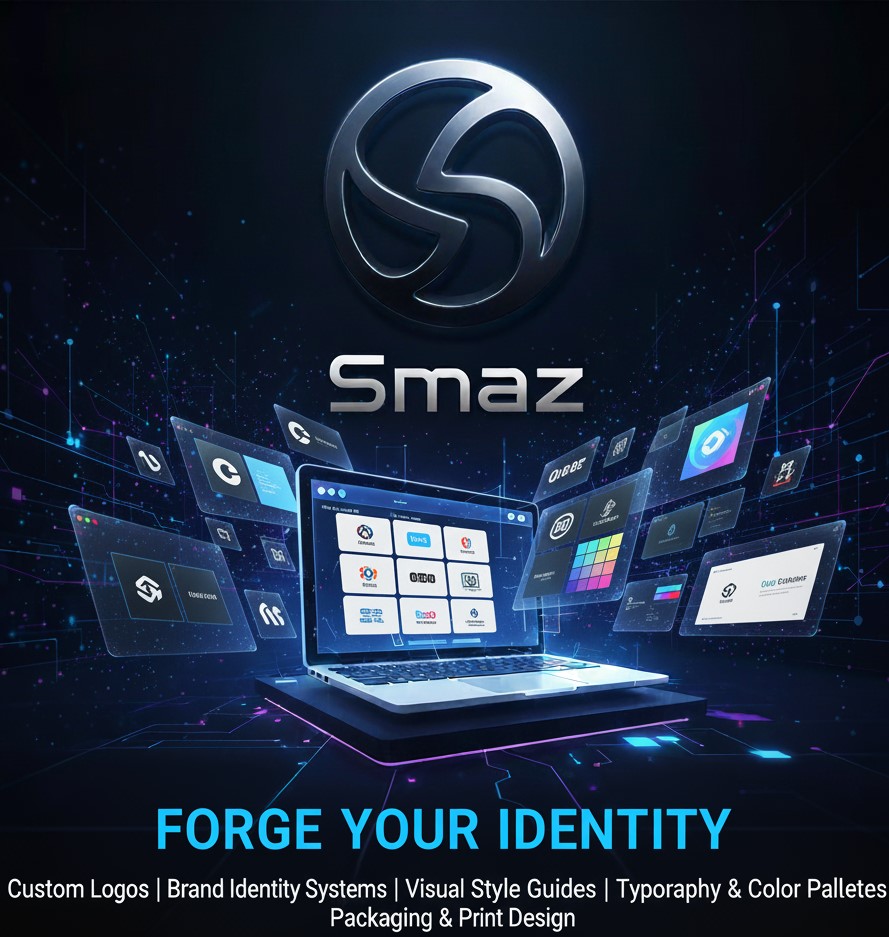 Smaz
FORGE YOUR IDENTITY
Custom Logos | Brand Identity Systems | Visual Style Guides | Typoraphy & Color Palletes
Packaging & Print Design